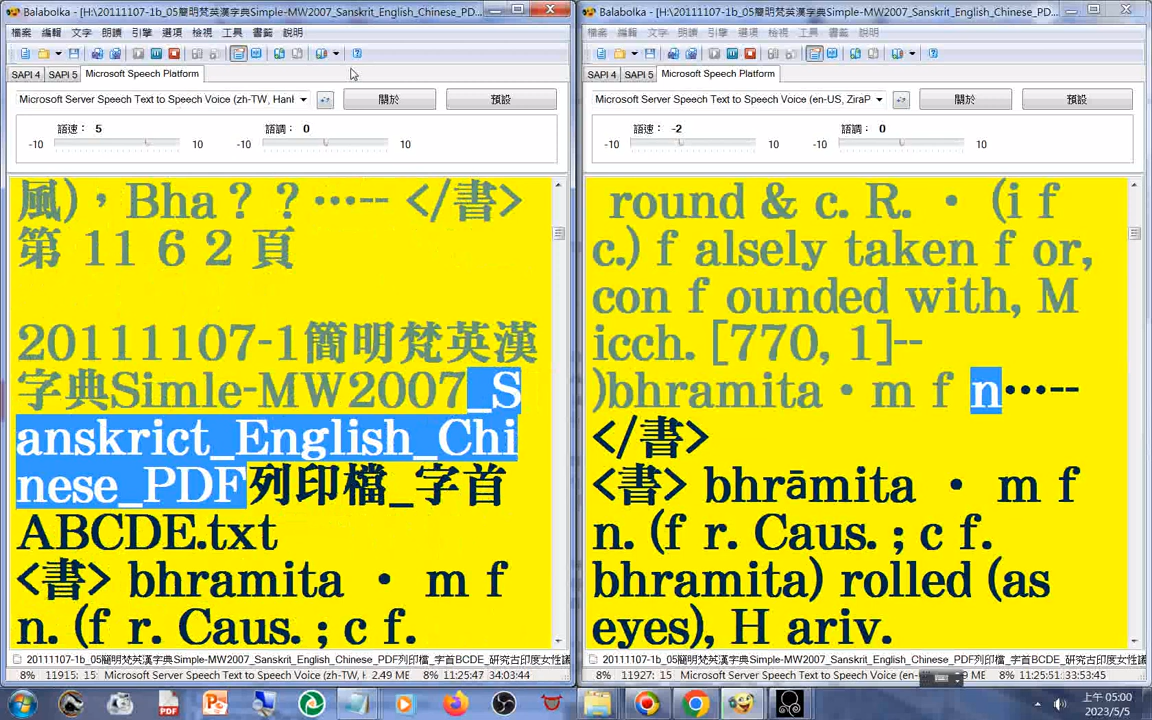 Balabolka - [H:\20111107-1b_05簡明梵英漢字典Simple-MW2007_Sanskrit_English_Chinese_PD...
檔案 編輯 文字 朗讀 引擎 選項 檢視 工具 書籤 說明
SAPI 4 SAPI 5 Microsoft Speech Platform
Microsoft Server Speech Text to Speech Voice (zh-TW, Hanl
關於 預設
語速： 5 語調： 0
-10 10 -10 10
風)，Bha？？…-- </書>
第 11 6 2 頁
20111107-1簡明梵英漢
字典Simle-MW2007_S
anskrict_English_Chi
nese_PDF列印檔_字首
ABCDE.txt
<書> bhramita • m f
n. (f r. Caus. ; c f.
20111107-1b_05簡明梵英漢字典Simple-MW2007_Sanskrit_English_Chinese_PDF列印檔_字首BCDE_研究古印度女性議
8% 11915: 15 Microsoft Server Speech Text to Speech Voice (zh-TW, H 2.49 ME 8% 11:25:47 34:03:44
Balabolka - [H:\20111107-1b_05簡明梵英漢字典Simple-MW2007_Sanskrit_English_Chinese_PD...
檔案 編輯 文字 朗讀 引擎 選項 檢視 工具 書籤 說明
SAPI 4 SAPI 5 Microsoft Speech Platform
Microsoft Server Speech Text to Speech Voice (en-US, ZiraP
關於 預設
語速： -2 語調： 0
-10 10 -10 10
round & c. R. • (i f
c.) f alsely taken f or,
con f ounded with, M
icch. [770, 1]--
)bhramita • m f n…--
</書>
<書> bhrāmita • m f
n. (f r. Caus. ; c f.
bhramita) rolled (as
eyes), H ariv.
20111107-1b_05簡明梵英漢字典Simple-MW2007_Sanskrit_English_Chinese_PDF列印檔_字首BCDE_研究古印度女性議
8% 11927: 15 Microsoft Server Speech Text to Speech Voice (en-US, ME 8% 11:25:51 33:53:45
上午 05:00
2023/5/5